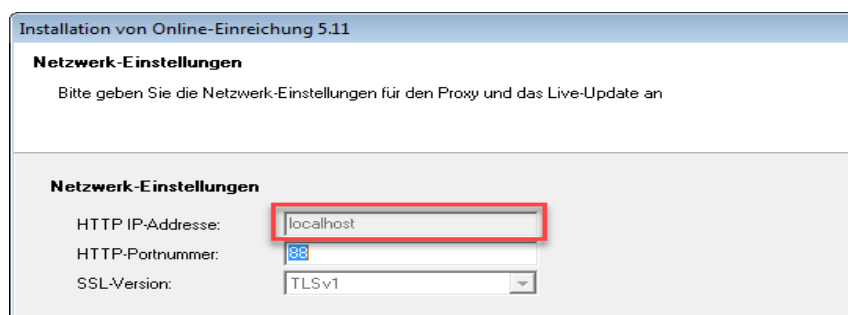 Installation von Online-Einreichung 5.11
Netzwerk-Einstellungen
Bitte geben Sie die Netzwerk-Einstellungen für den Proxy und das Live-Update an
Netzwerk-Einstellungen
HTTP IP-Addresse: localhost
HTTP-Portnummer: 88
SSL-Version: TLSv1